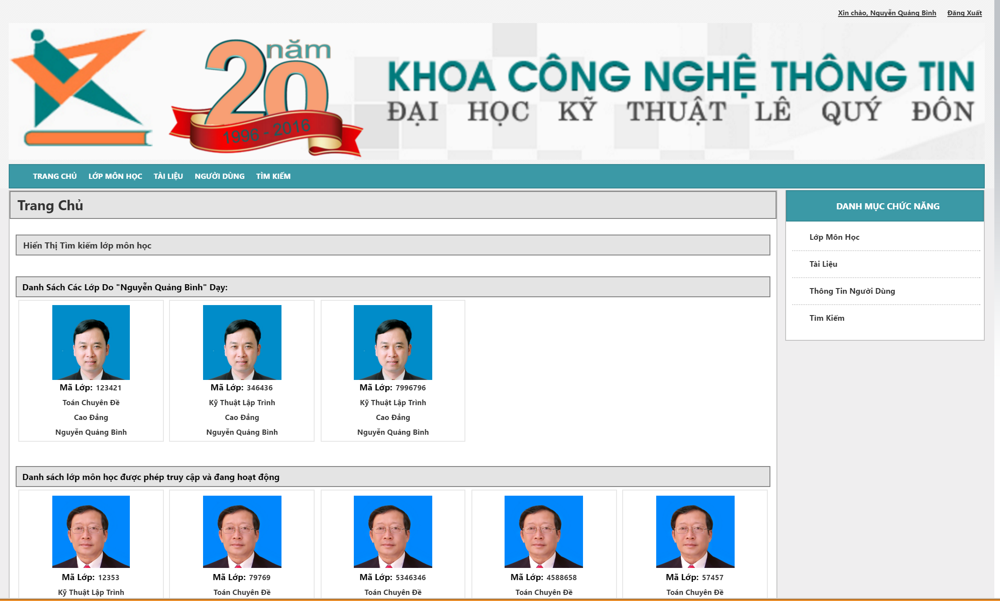 Xin chào, Nguyễn Quảng Bình Đăng Xuất
20 năm
1996 - 2016
KHOA CÔNG NGHỆ THÔNG TIN
ĐẠI HỌC KỸ THUẬT LÊ QUÝ ĐÔN
TRANG CHỦ LỚP MÔN HỌC TÀI LIỆU NGƯỜI DÙNG TÌM KIẾM
Trang Chủ
Hiển Thị Tìm kiếm lớp môn học
Danh Sách Các Lớp Do "Nguyễn Quảng Bình" Dạy:
Mã Lớp: 123421
Toán Chuyên Đề
Cao Đẳng
Nguyễn Quảng Bình
Mã Lớp: 346436
Kỹ Thuật Lập Trình
Cao Đẳng
Nguyễn Quảng Bình
Mã Lớp: 7996796
Kỹ Thuật Lập Trình
Cao Đẳng
Nguyễn Quảng Bình
Danh sách lớp môn học được phép truy cập và đang hoạt động
Mã Lớp: 12353
Kỹ Thuật Lập Trình
Mã Lớp: 79769
Toán Chuyên Đề
Mã Lớp: 5346346
Toán Chuyên Đề
Mã Lớp: 4588658
Toán Chuyên Đề
Mã Lớp: 57457
Toán Chuyên Đề
DANH MỤC CHỨC NĂNG
Lớp Môn Học
Tài Liệu
Thông Tin Người Dùng
Tìm Kiếm